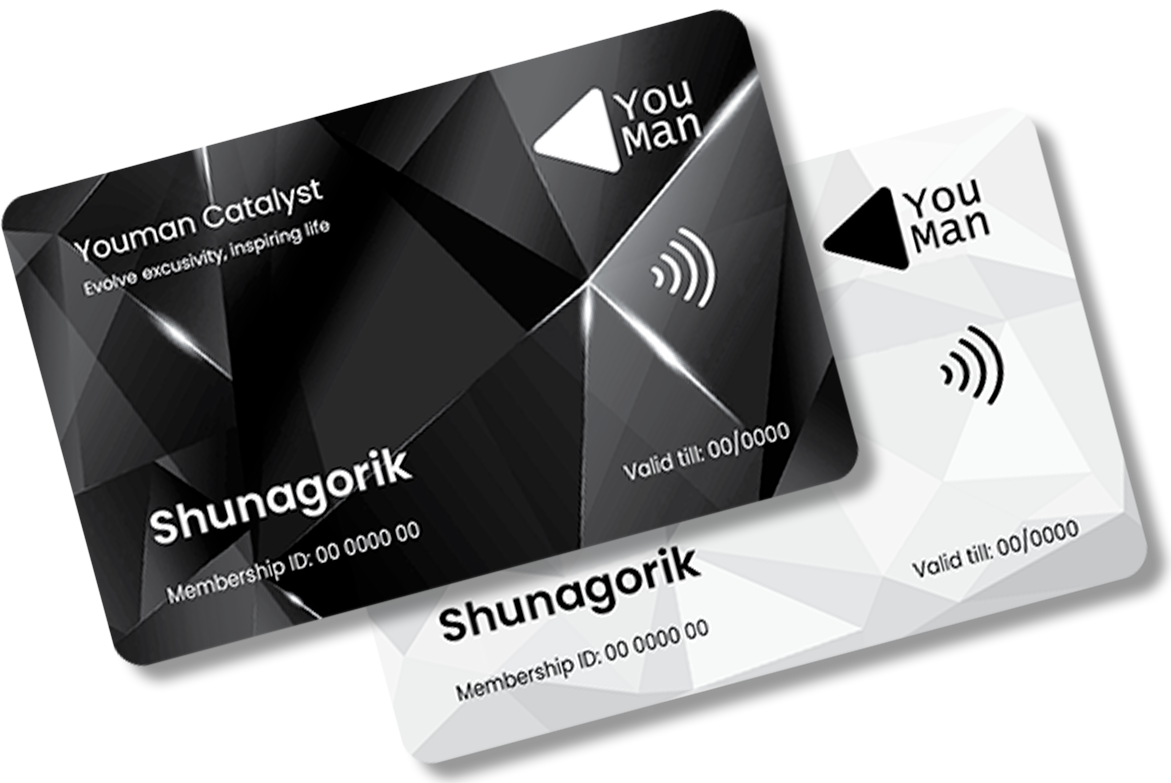 Youman Catalyst
Evolve excusivity, inspiring life
You
Man
Shunagorik
Membership ID: 00 0000 00
Valid till: 00/0000
You
Man
Shunagorik
Membership ID: 00 0000 00
Valid till: 00/0000